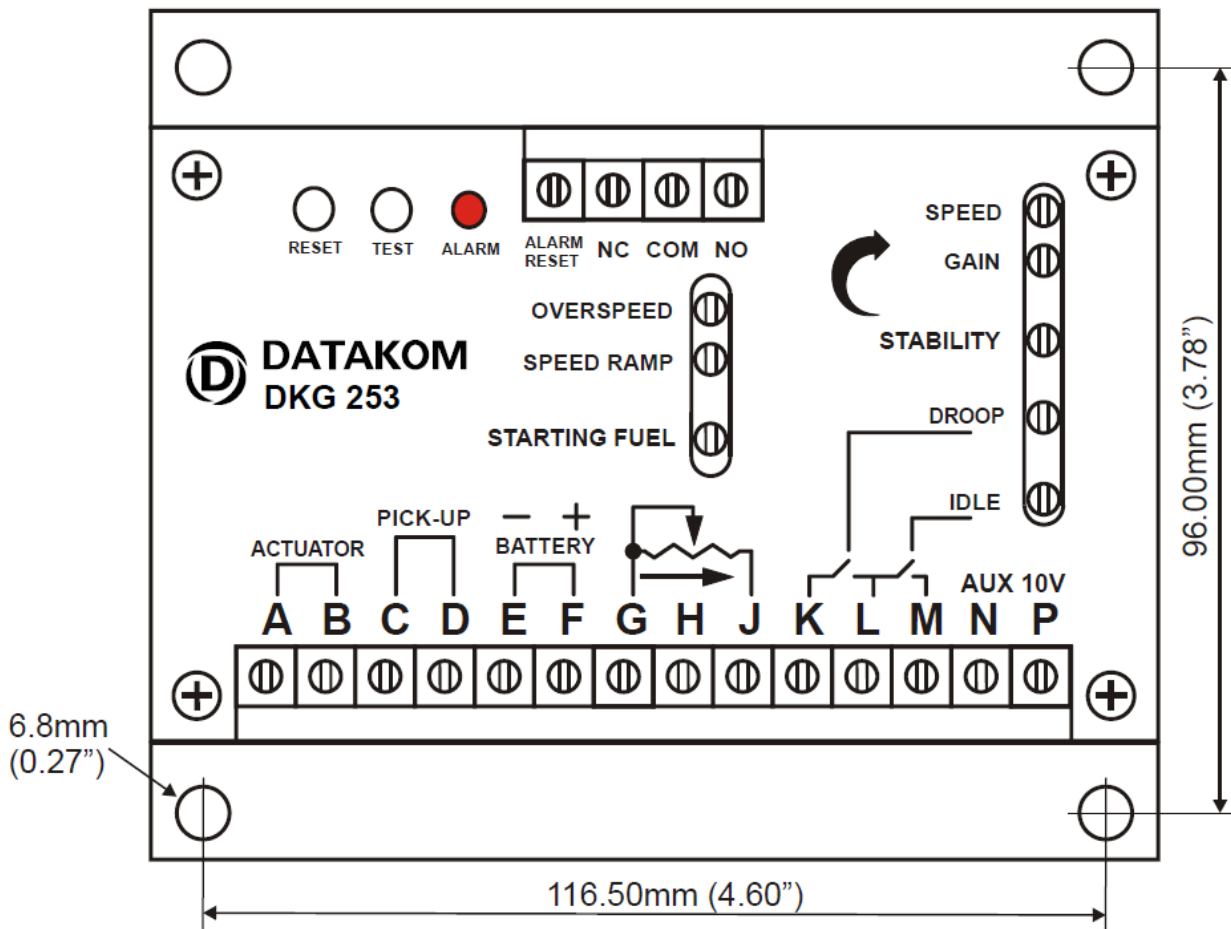 RESET
TEST
ALARM
ALARM
RESET
NC
COM
NO
SPEED
GAIN
STABILITY
DROOP
IDLE
OVERSPEED
SPEED RAMP
STARTING FUEL
D DATAKOM
DKG 253
ACTUATOR
PICK-UP
− +
BATTERY
AUX 10V
A B C D E F G H J K L M N P
6.8mm
(0.27”)
116.50mm (4.60”)
96.00mm (3.78”)